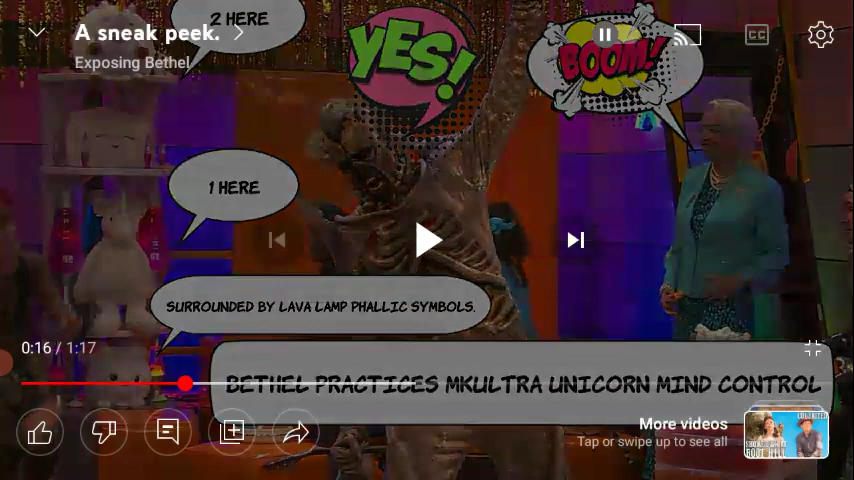 2 HERE
A sneak peek.
Exposing Bethel
YES!
BOOM!
CC
1 HERE
SURROUNDED BY LAVA LAMP PHALLIC SYMBOLS.
0:16 / 1:17
BETHEL PRACTICES MKULTRA UNICORN MIND CONTROL
More videos
Tap or swipe up to see all